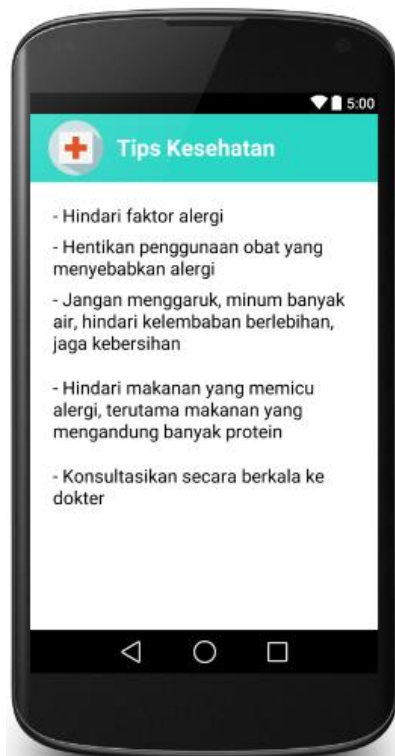 5:00
Tips Kesehatan
- Hindari faktor alergi
- Hentikan penggunaan obat yang
menyebabkan alergi
- Jangan menggaruk, minum banyak
air, hindari kelembaban berlebihan,
jaga kebersihan
- Hindari makanan yang memicu
alergi, terutama makanan yang
mengandung banyak protein
- Konsultasikan secara berkala ke
dokter